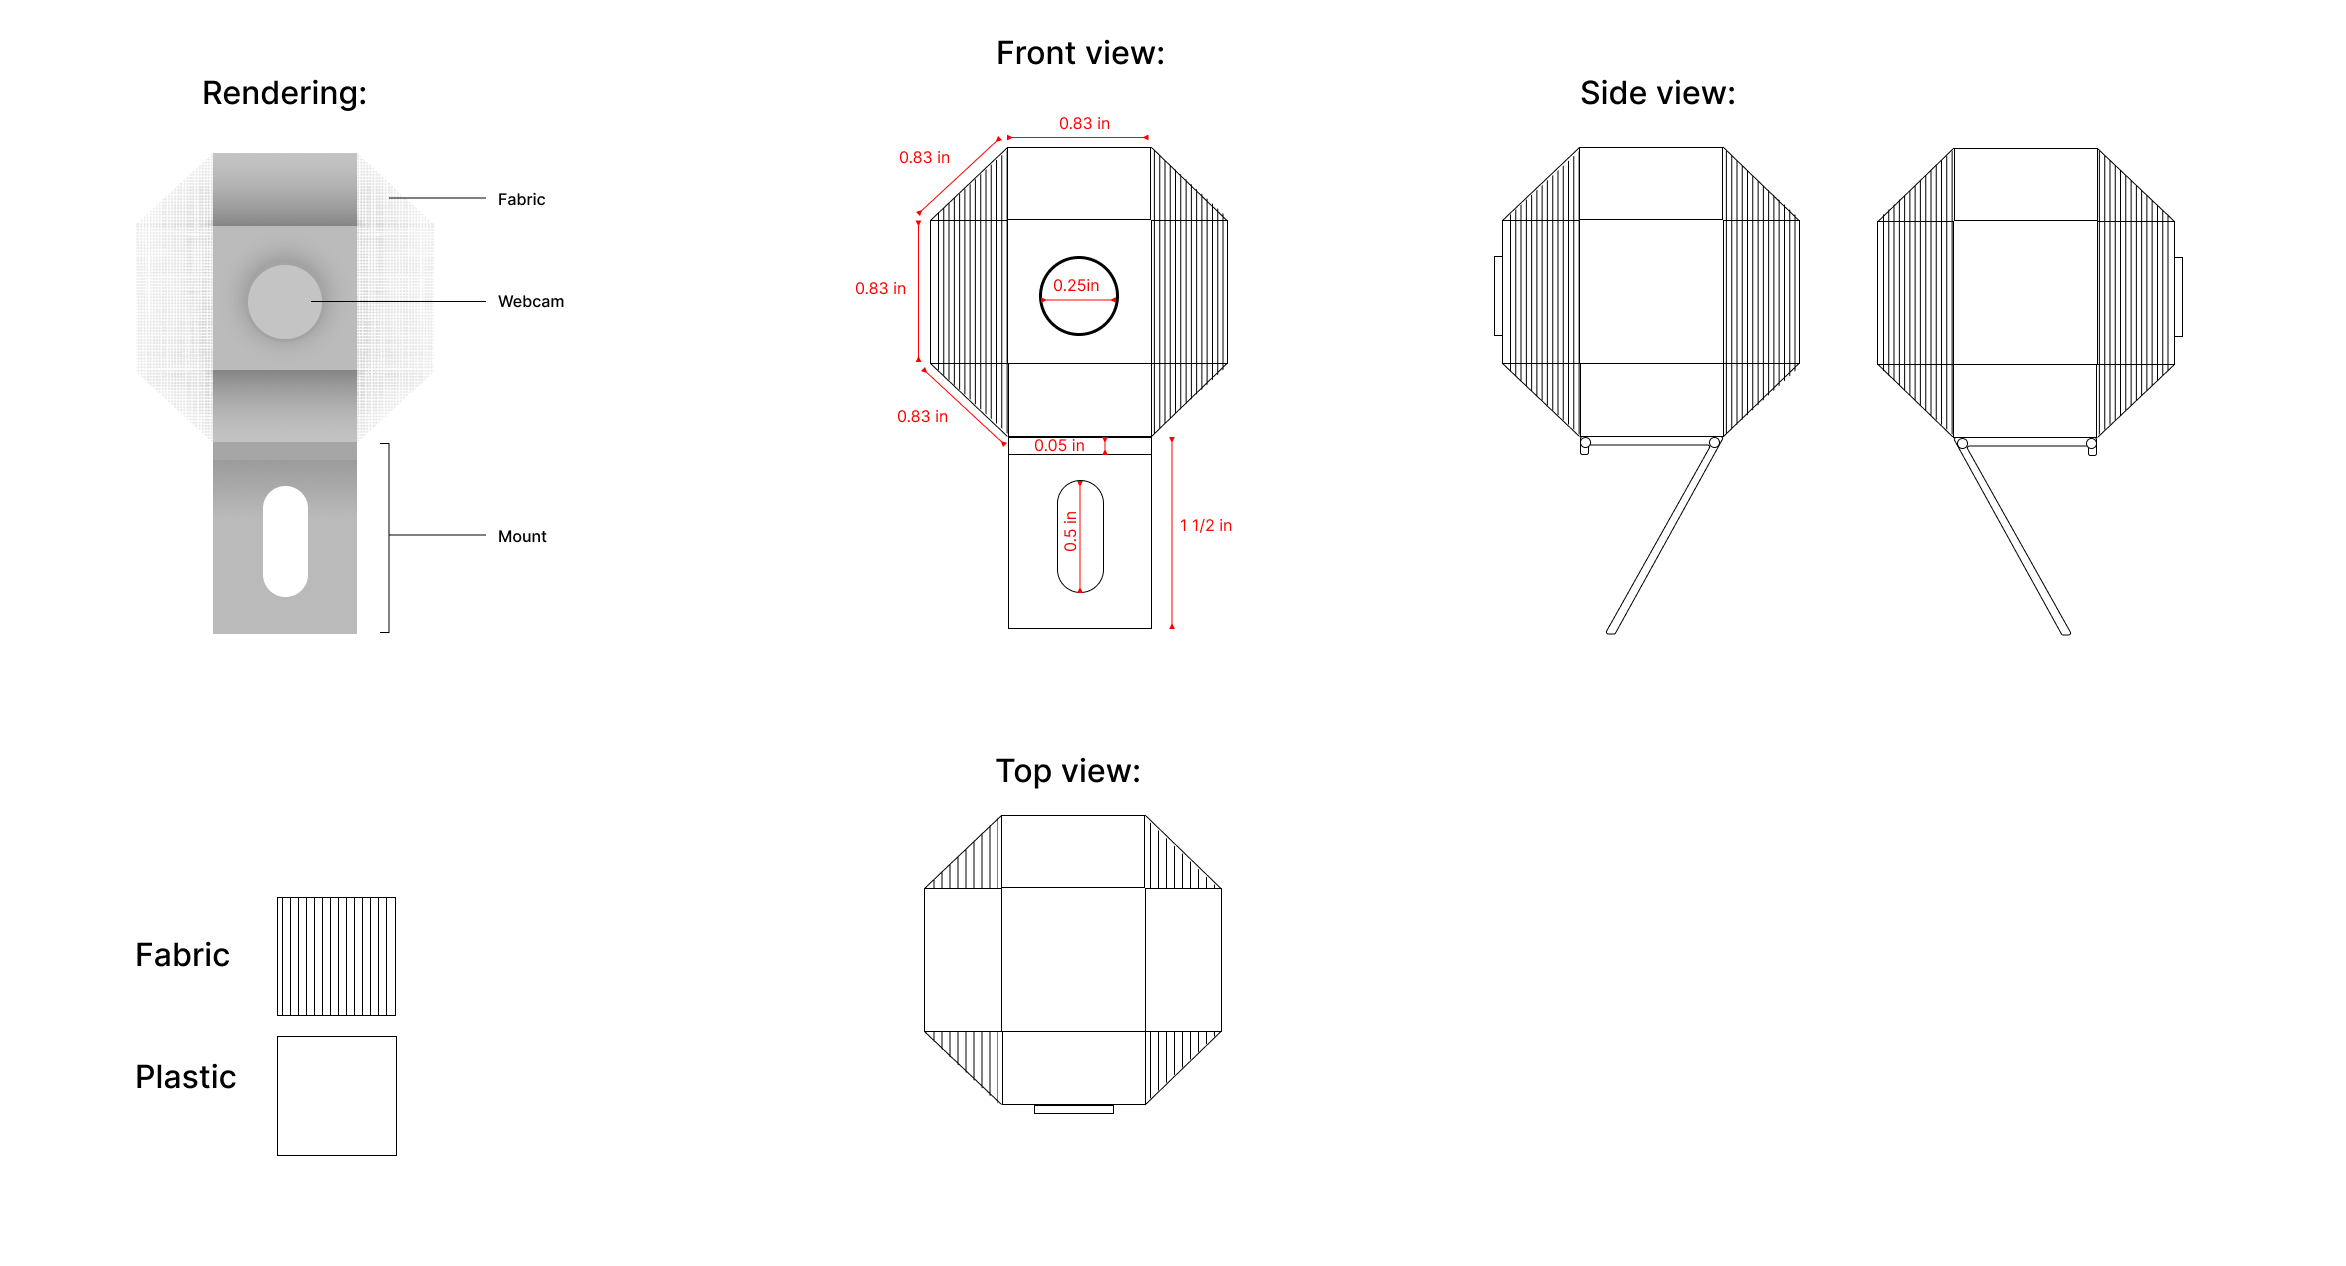 Rendering:
Fabric
Webcam
Mount
Front view:
0.83 in
0.83 in
0.83 in
0.25in
0.83 in
0.05 in
0.5 in
1 1/2 in
Side view:
Top view:
Fabric
Plastic